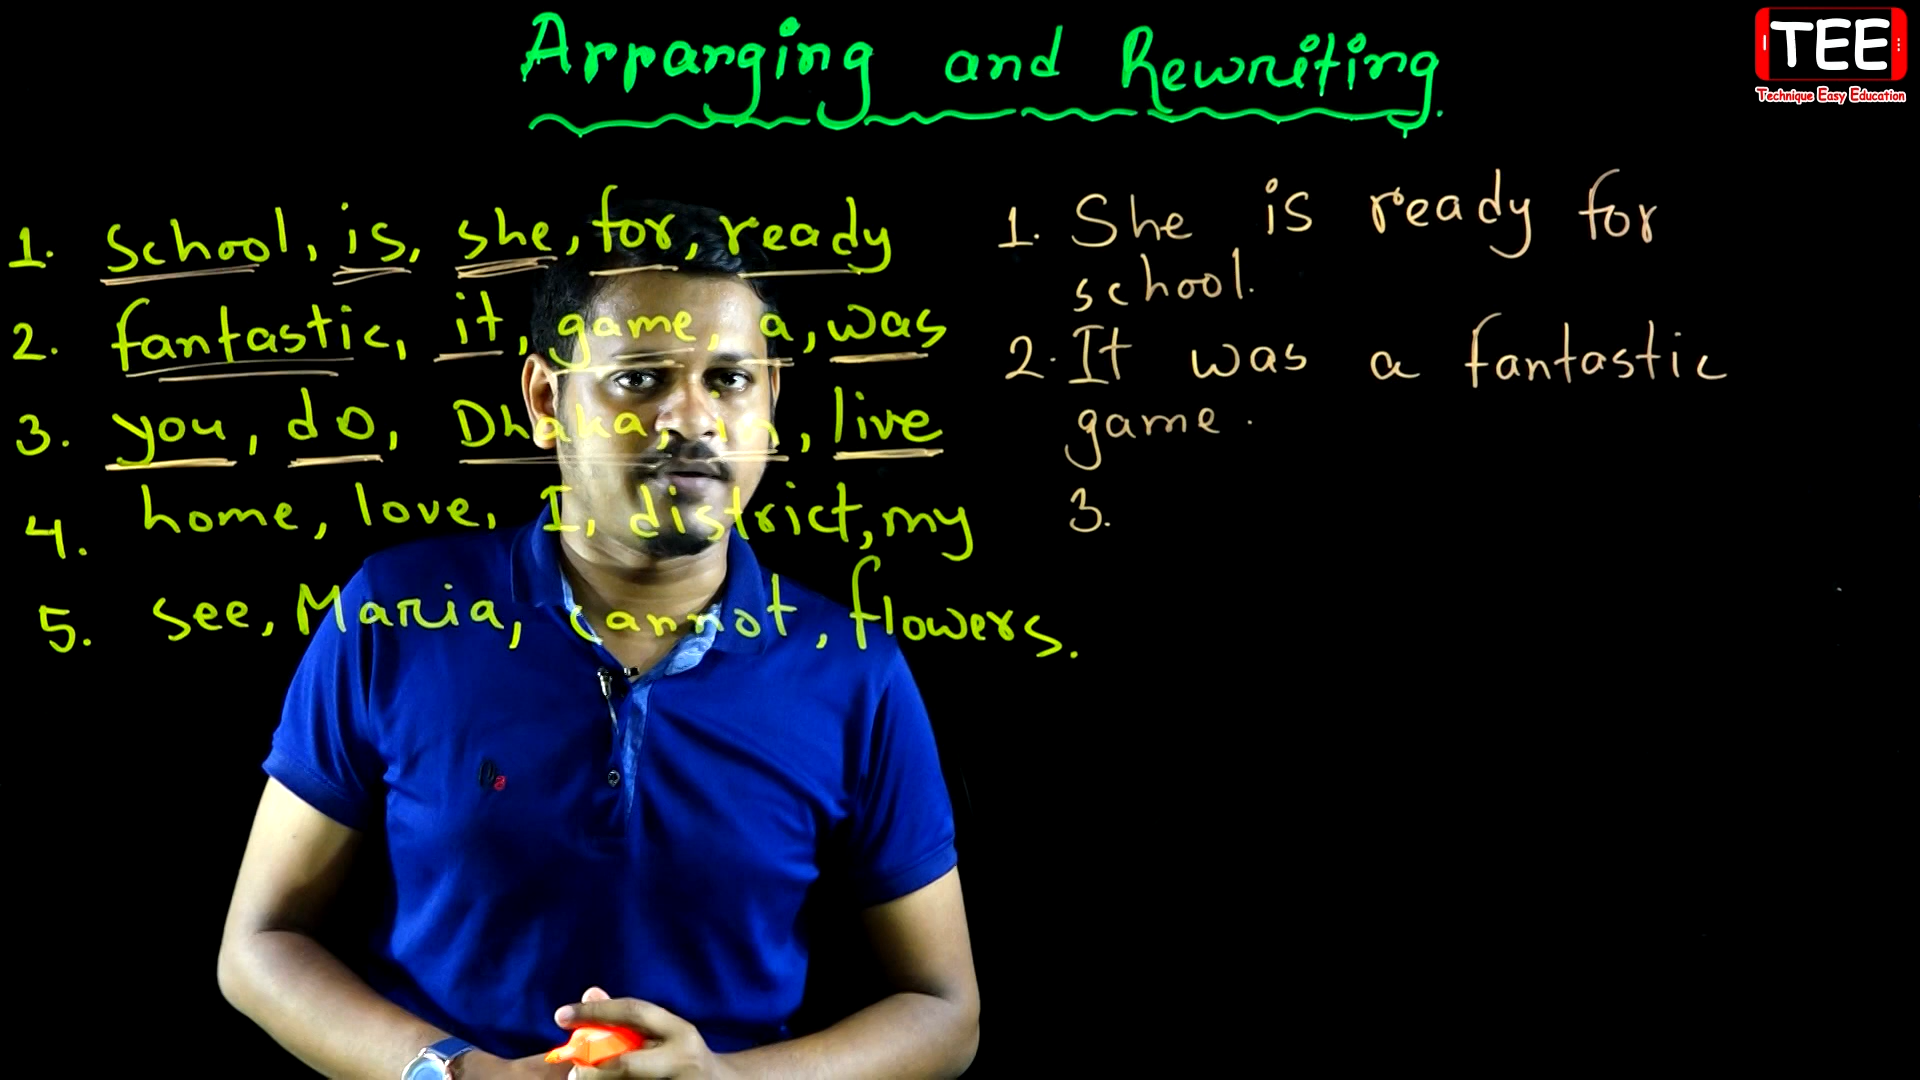 Arranging and Rewriting
TEE
Technique Easy Education
1. School, is, she, for, ready
2. fantastic, it, game, a, was
3. you, do, Dhaka, in, live
4. home, love, I, district, my
5. see, Maria, cannot, flowers.
1. She is ready for
school.
2. It was a fantastic
game.
3.